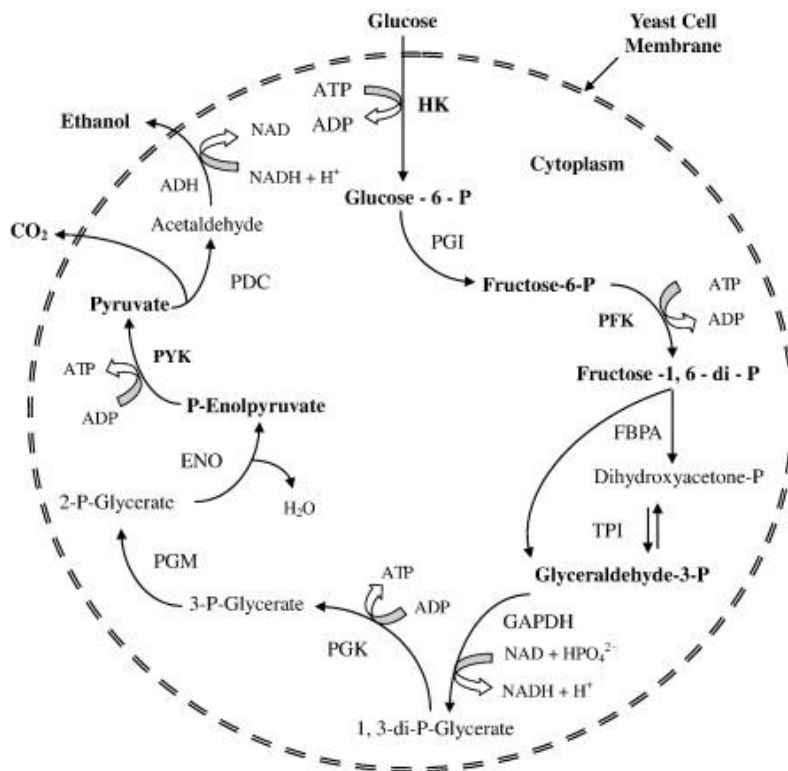 Glucose
Yeast Cell
Membrane
ATP
HK
ADP
Ethanol
NAD
NADH + H⁺
ADH
Cytoplasm
Glucose - 6 - P
Acetaldehyde
CO₂
PGI
PDC
Fructose-6-P
ATP
Pyruvate
PFK
ADP
PYK
ATP
Fructose -1, 6 - di - P
ADP
P-Enolpyruvate
FBPA
ENO
Dihydroxyacetone-P
2-P-Glycerate
H₂O
TPI
PGM
ATP
Glyceraldehyde-3-P
3-P-Glycerate
ADP
GAPDH
PGK
NAD + HPO₄²⁻
NADH + H⁺
1, 3-di-P-Glycerate